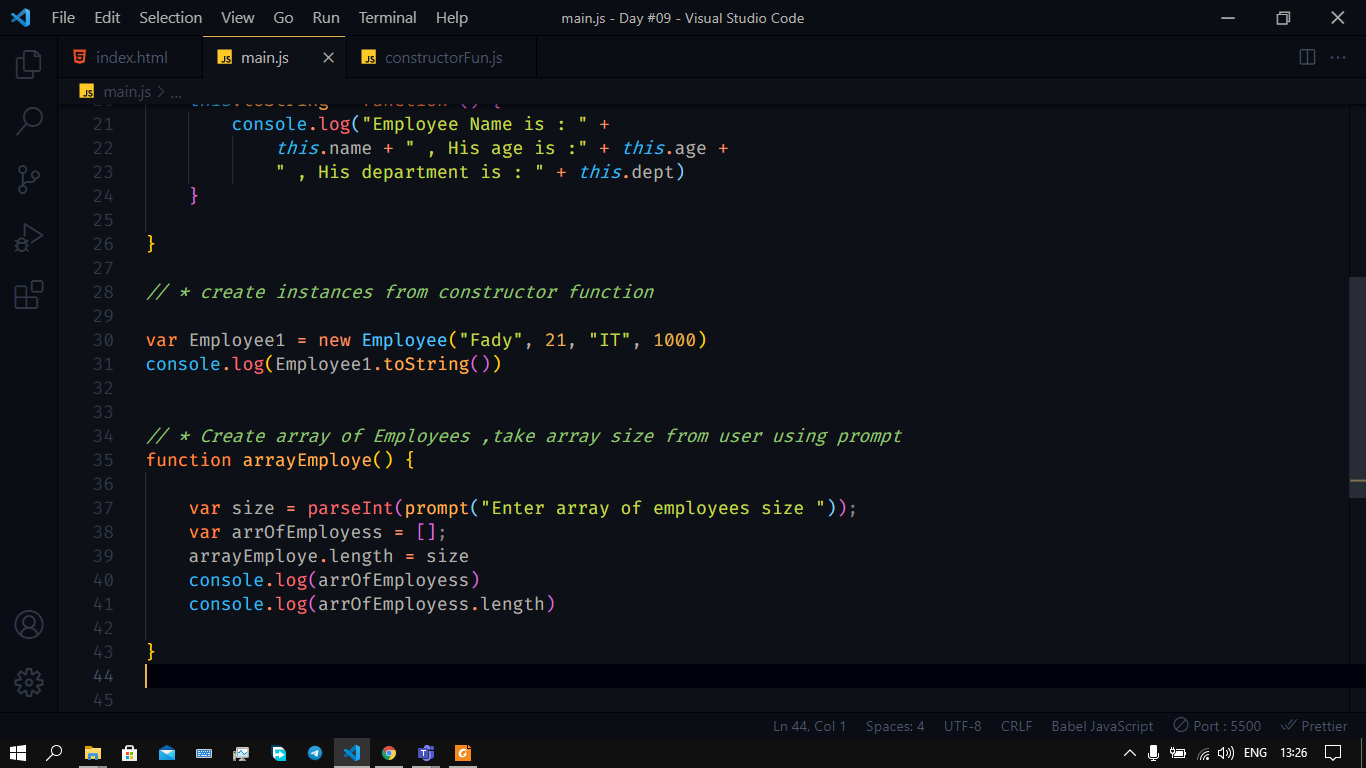 File Edit Selection View Go Run Terminal Help main.js - Day #09 - Visual Studio Code
index.html JS main.js JS constructorFun.js
JS main.js > ...
21 console.log("Employee Name is : " +
22 this.name + " , His age is :" + this.age +
23 " , His department is : " + this.dept)
24 }
25
26 }
27
28 // * create instances from constructor function
29
30 var Employee1 = new Employee("Fady", 21, "IT", 1000)
31 console.log(Employee1.toString())
32
33
34 // * Create array of Employees ,take array size from user using prompt
35 function arrayEmploye() {
36
37 var size = parseInt(prompt("Enter array of employees size "));
38 var arrOfEmployess = [];
39 arrayEmploye.length = size
40 console.log(arrOfEmployess)
41 console.log(arrOfEmployess.length)
42
43 }
44
45
Ln 44, Col 1 Spaces: 4 UTF-8 CRLF Babel JavaScript Port : 5500 Prettier
ENG 13:26